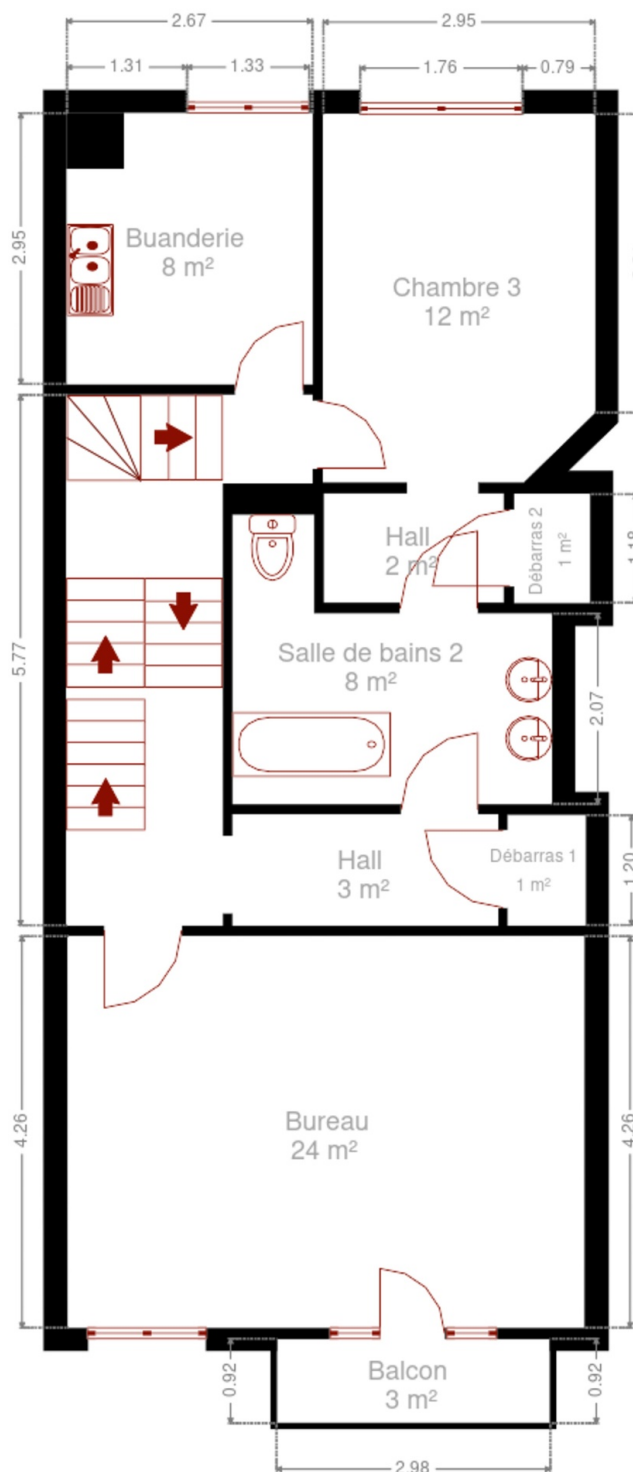 2.67
2.95
1.31
1.33
1.76
0.79
2.95
Buanderie
8 m²
Chambre 3
12 m²
Hall
2 m²
Débarras 2
1 m²
1.18
5.77
Salle de bains 2
8 m²
2.07
Hall
3 m²
Débarras 1
1 m²
1.20
4.26
Bureau
24 m²
4.26
0.92
Balcon
3 m²
0.92
2.98